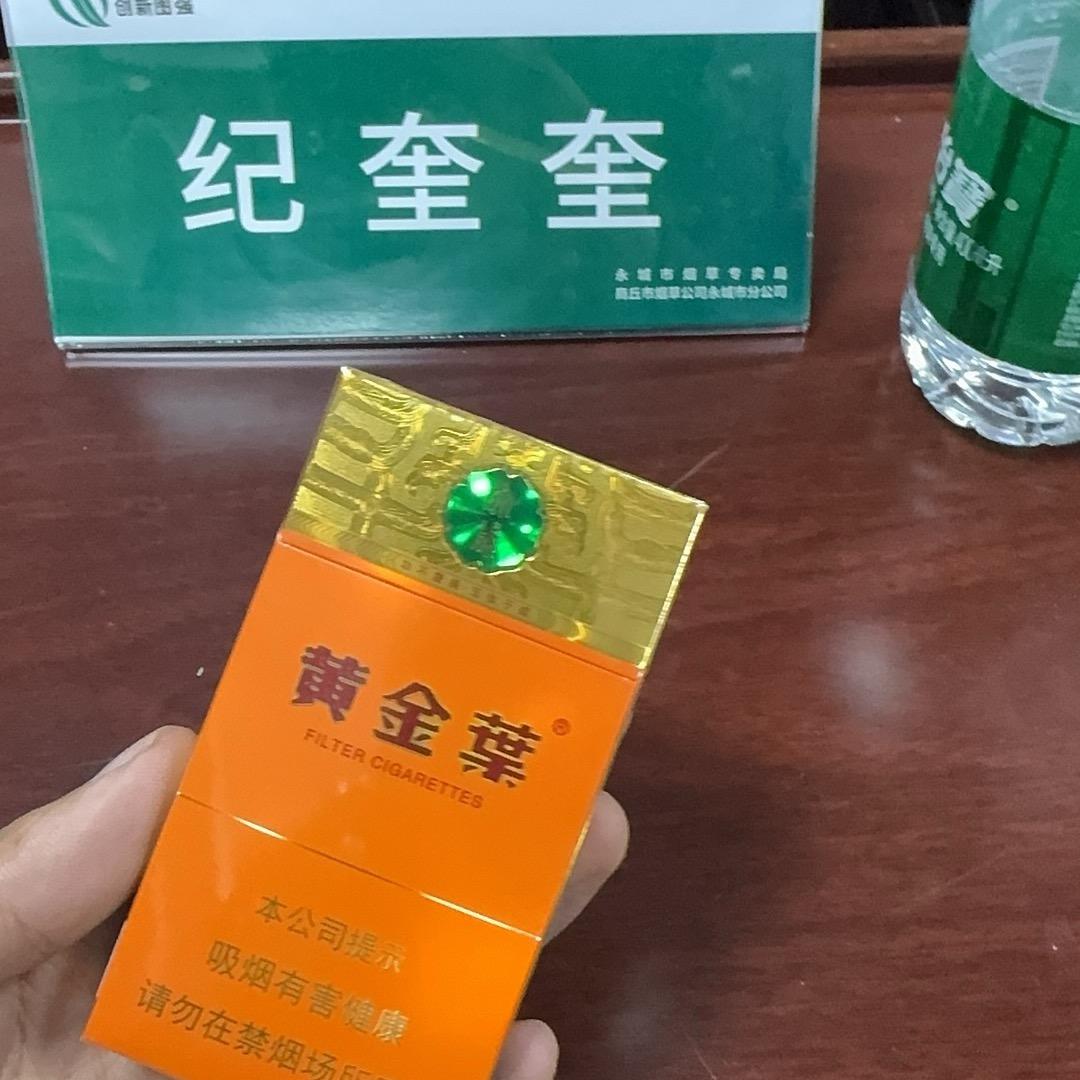 创新图强
纪奎奎
永城市烟草专卖局
商丘市烟草公司永城市分公司
怡寶
黄金葉®
FILTER CIGARETTES
本公司提示
吸烟有害健康
请勿在禁烟场所